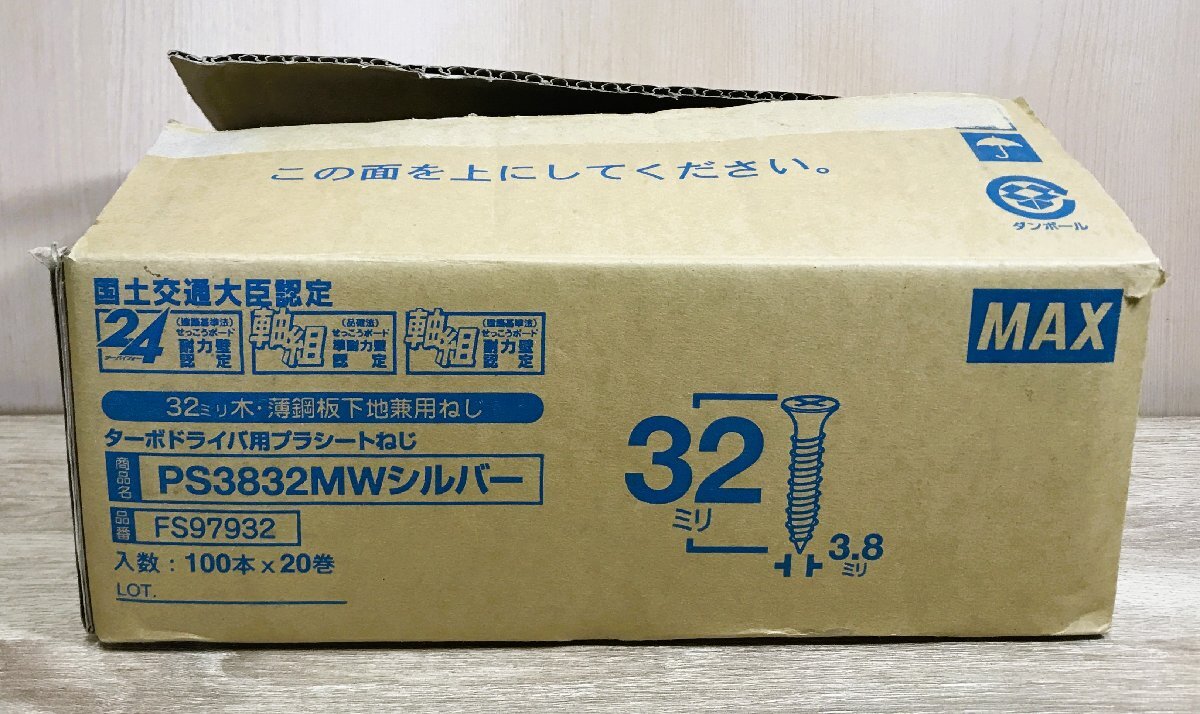 この面を上にしてください。
ダンボール
国土交通大臣認定
MAX
24
(建築基準法)
せっこうボード
耐力壁
認定
軸組
(品確法)
せっこうボード
準耐力壁
認定
軸組
(建築基準法)
せっこうボード
耐力壁
認定
32ミリ木・薄鋼板下地兼用ねじ
ターボドライバ用プラシートねじ
商品名 PS3832MWシルバー
品番 FS97932
入数:100本×20巻
LOT.
32
ミリ
3.8
ミリ